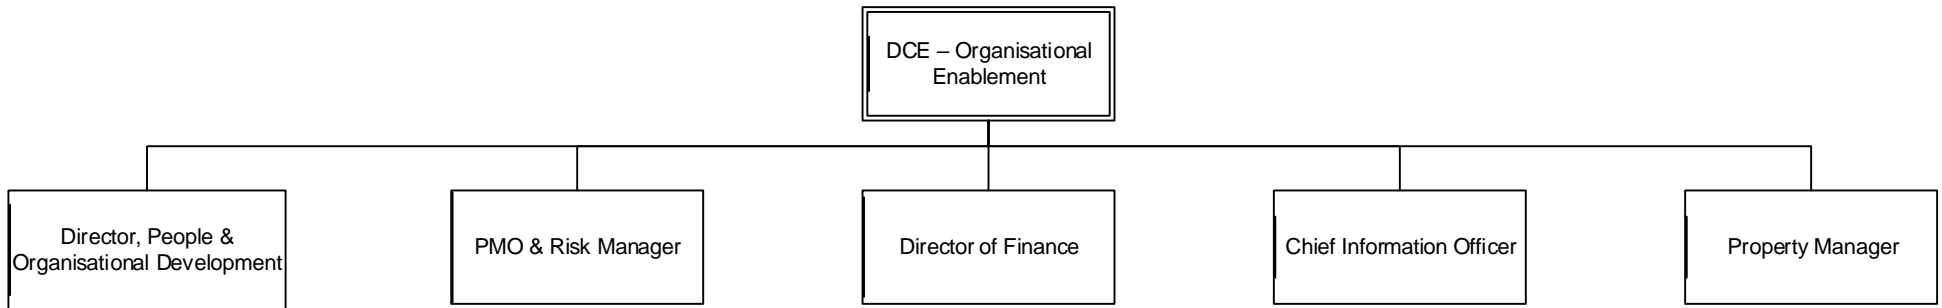 DCE – Organisational
Enablement
Director, People &
Organisational Development
PMO & Risk Manager
Director of Finance
Chief Information Officer
Property Manager